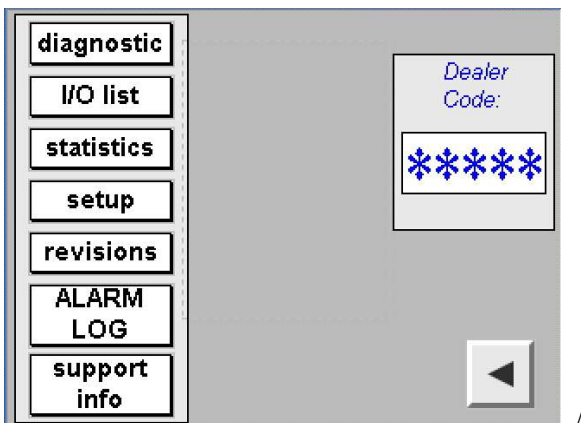 diagnostic
I/O list
statistics
setup
revisions
ALARM
LOG
support
info
Dealer
Code:
*****